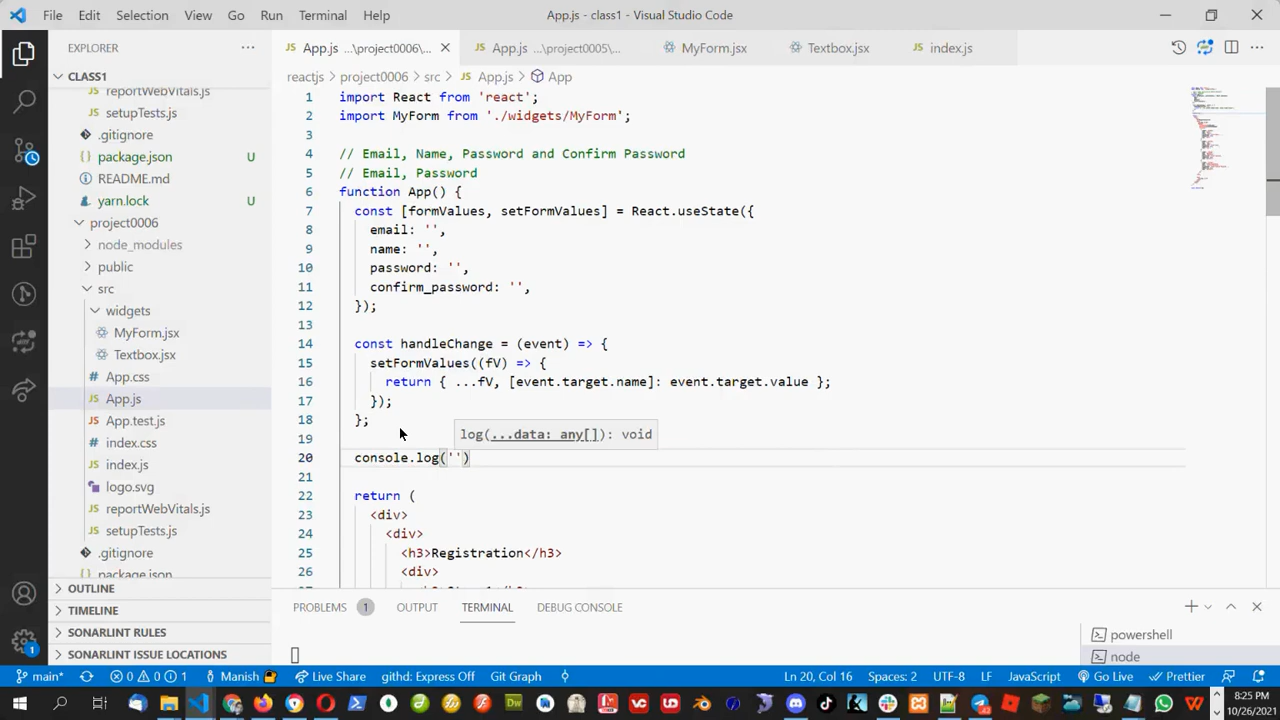 File Edit Selection View Go Run Terminal Help App.js - class1 - Visual Studio Code
EXPLORER
CLASS1
reportWebVitals.js
setupTests.js
.gitignore
package.json U
README.md
yarn.lock U
project0006
node_modules
public
src
widgets
MyForm.jsx
Textbox.jsx
App.css
App.js
App.test.js
index.css
index.js
logo.svg
reportWebVitals.js
setupTests.js
.gitignore
package.json
OUTLINE
TIMELINE
SONARLINT RULES
SONARLINT ISSUE LOCATIONS
JS App.js ...\project0006\... JS App.js ...\project0005\... MyForm.jsx Textbox.jsx JS index.js
reactjs > project0006 > src > JS App.js > App
1 import React from 'react';
2 import MyForm from './widgets/MyForm';
3
4 // Email, Name, Password and Confirm Password
5 // Email, Password
6 function App() {
7 const [formValues, setFormValues] = React.useState({
8 email: '',
9 name: '',
10 password: '',
11 confirm_password: '',
12 });
13
14 const handleChange = (event) => {
15 setFormValues((fV) => {
16 return { ...fV, [event.target.name]: event.target.value };
17 });
18 };
19
log(...data: any[]): void
20 console.log('')
21
22 return (
23 <div>
24 <div>
25 <h3>Registration</h3>
26 <div>
PROBLEMS 1 OUTPUT TERMINAL DEBUG CONSOLE
powershell
node
main* 0 0 1 Manish Live Share githd: Express Off Git Graph Ln 20, Col 16 Spaces: 2 UTF-8 LF JavaScript Go Live Prettier
8:25 PM
10/26/2021